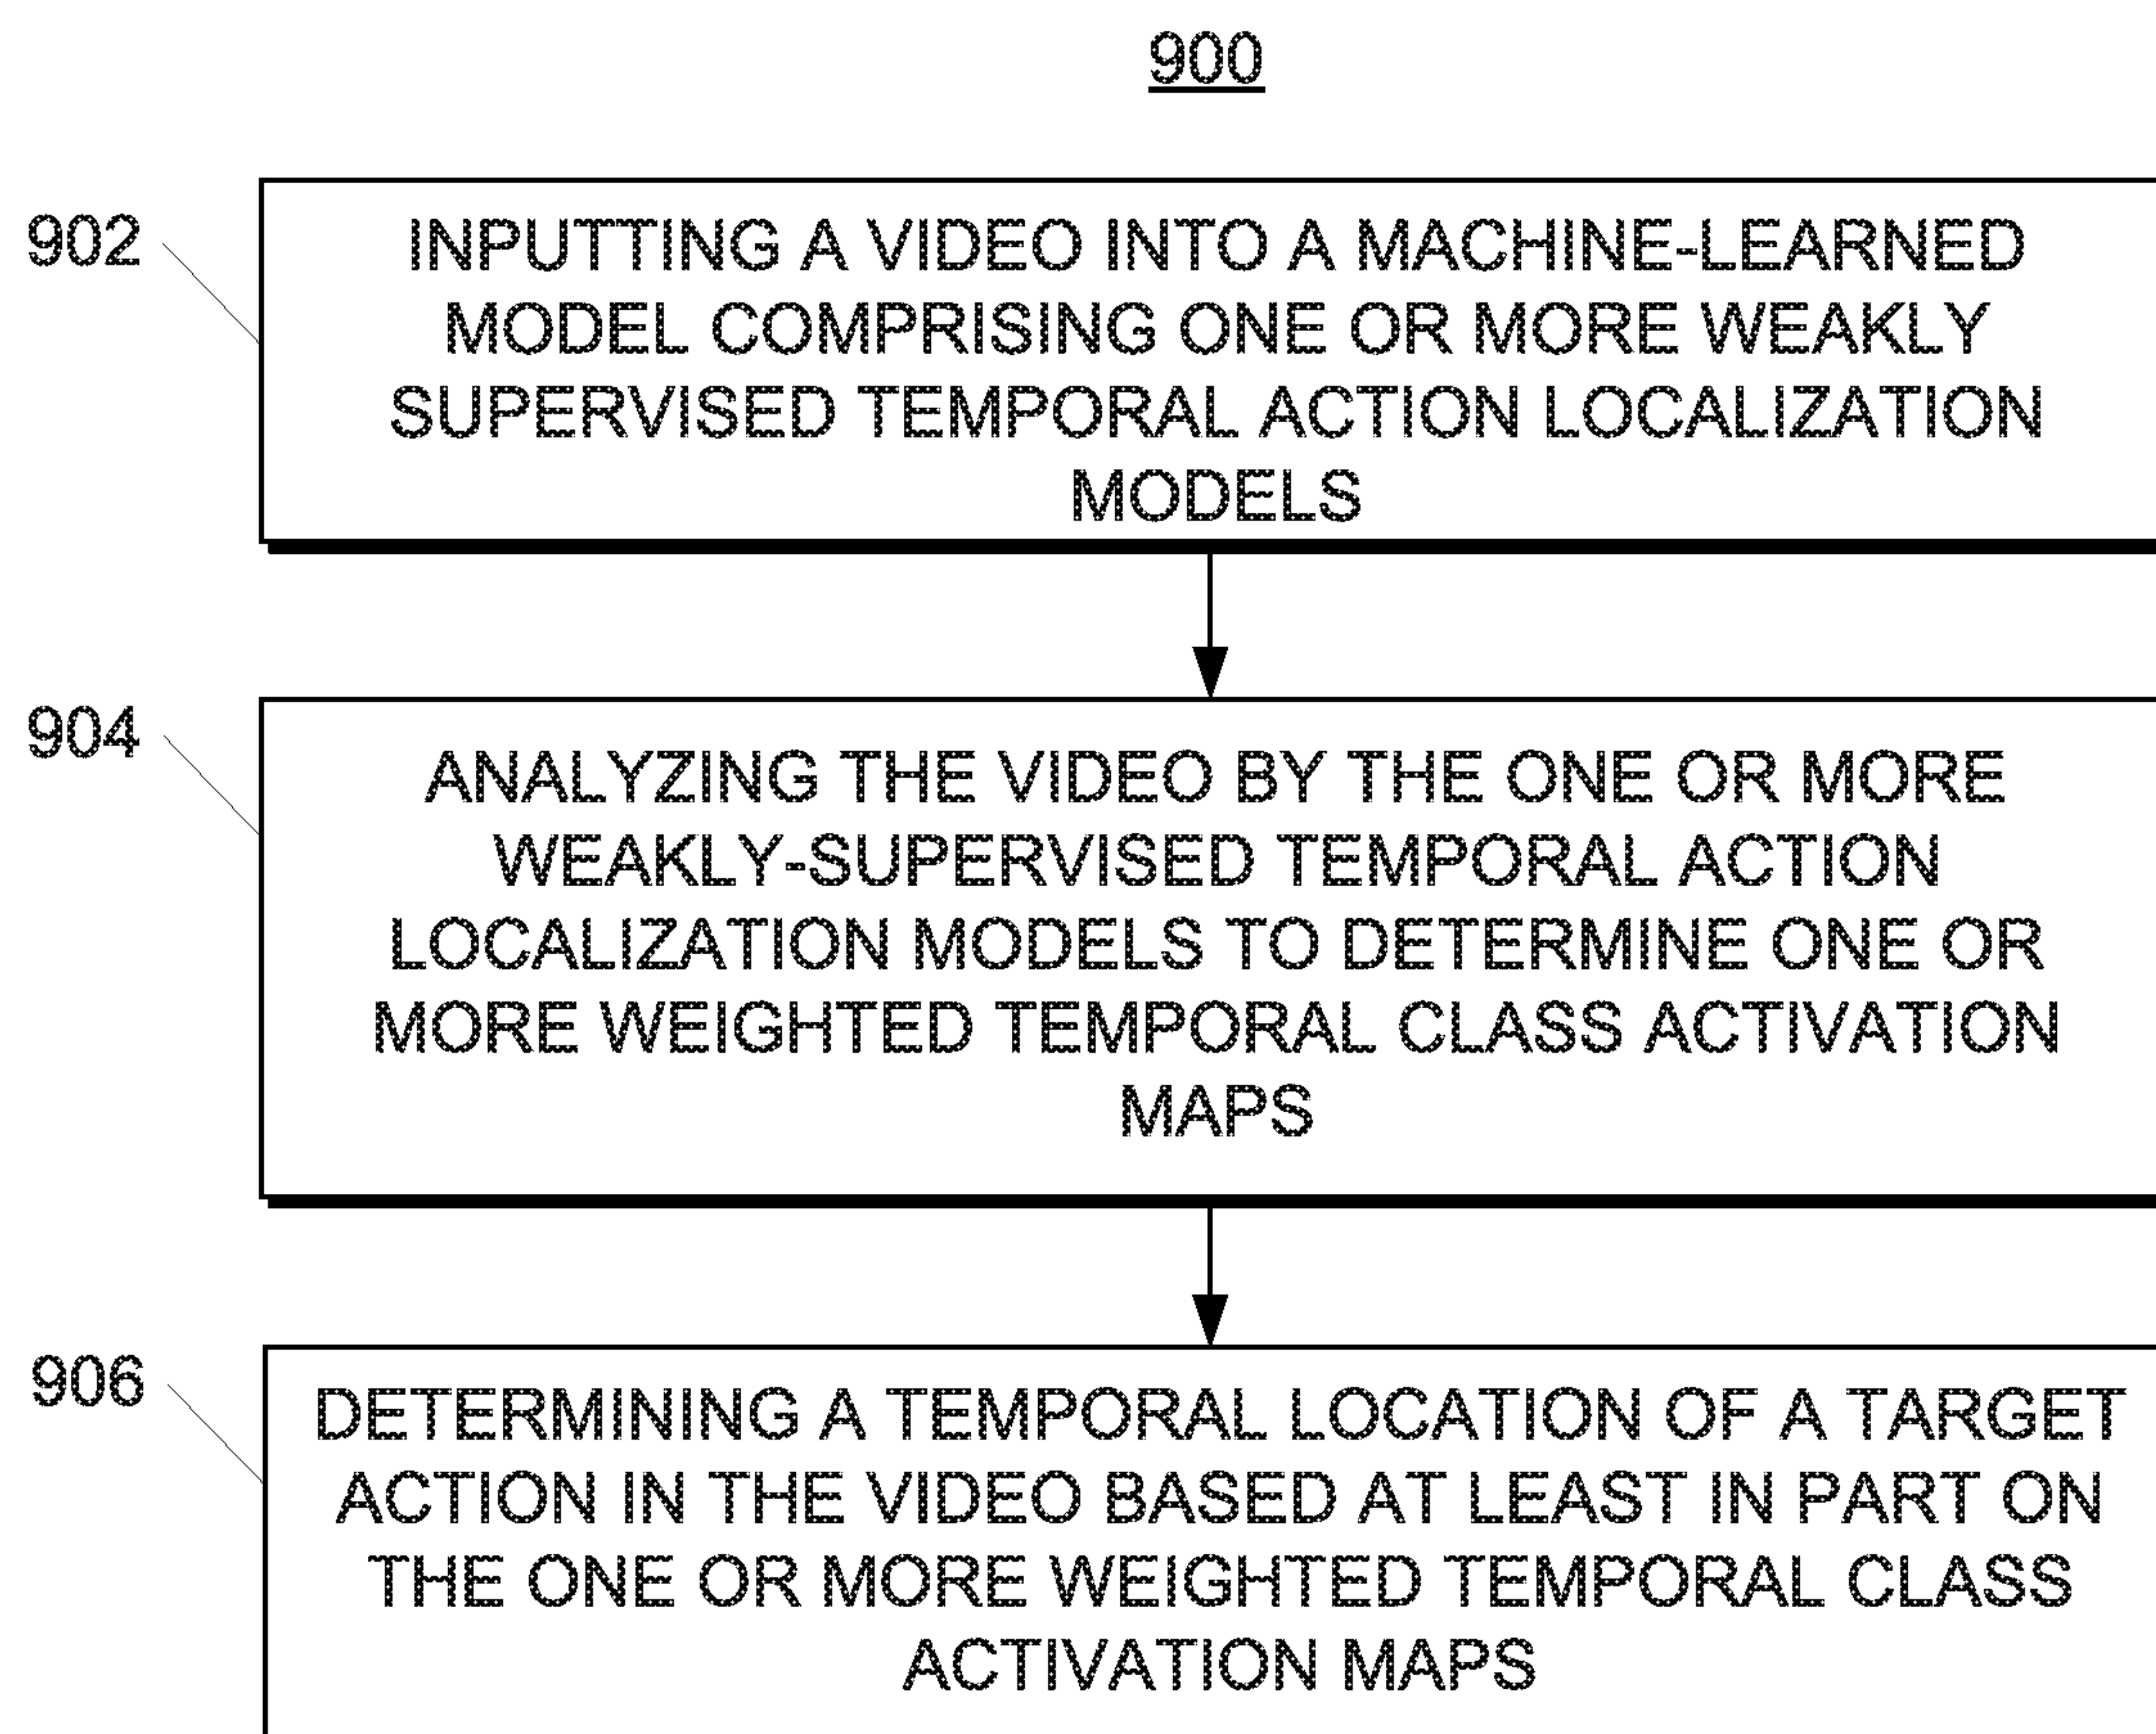 900
902
INPUTTING A VIDEO INTO A MACHINE-LEARNED
MODEL COMPRISING ONE OR MORE WEAKLY
SUPERVISED TEMPORAL ACTION LOCALIZATION
MODELS
904
ANALYZING THE VIDEO BY THE ONE OR MORE
WEAKLY-SUPERVISED TEMPORAL ACTION
LOCALIZATION MODELS TO DETERMINE ONE OR
MORE WEIGHTED TEMPORAL CLASS ACTIVATION
MAPS
906
DETERMINING A TEMPORAL LOCATION OF A TARGET
ACTION IN THE VIDEO BASED AT LEAST IN PART ON
THE ONE OR MORE WEIGHTED TEMPORAL CLASS
ACTIVATION MAPS